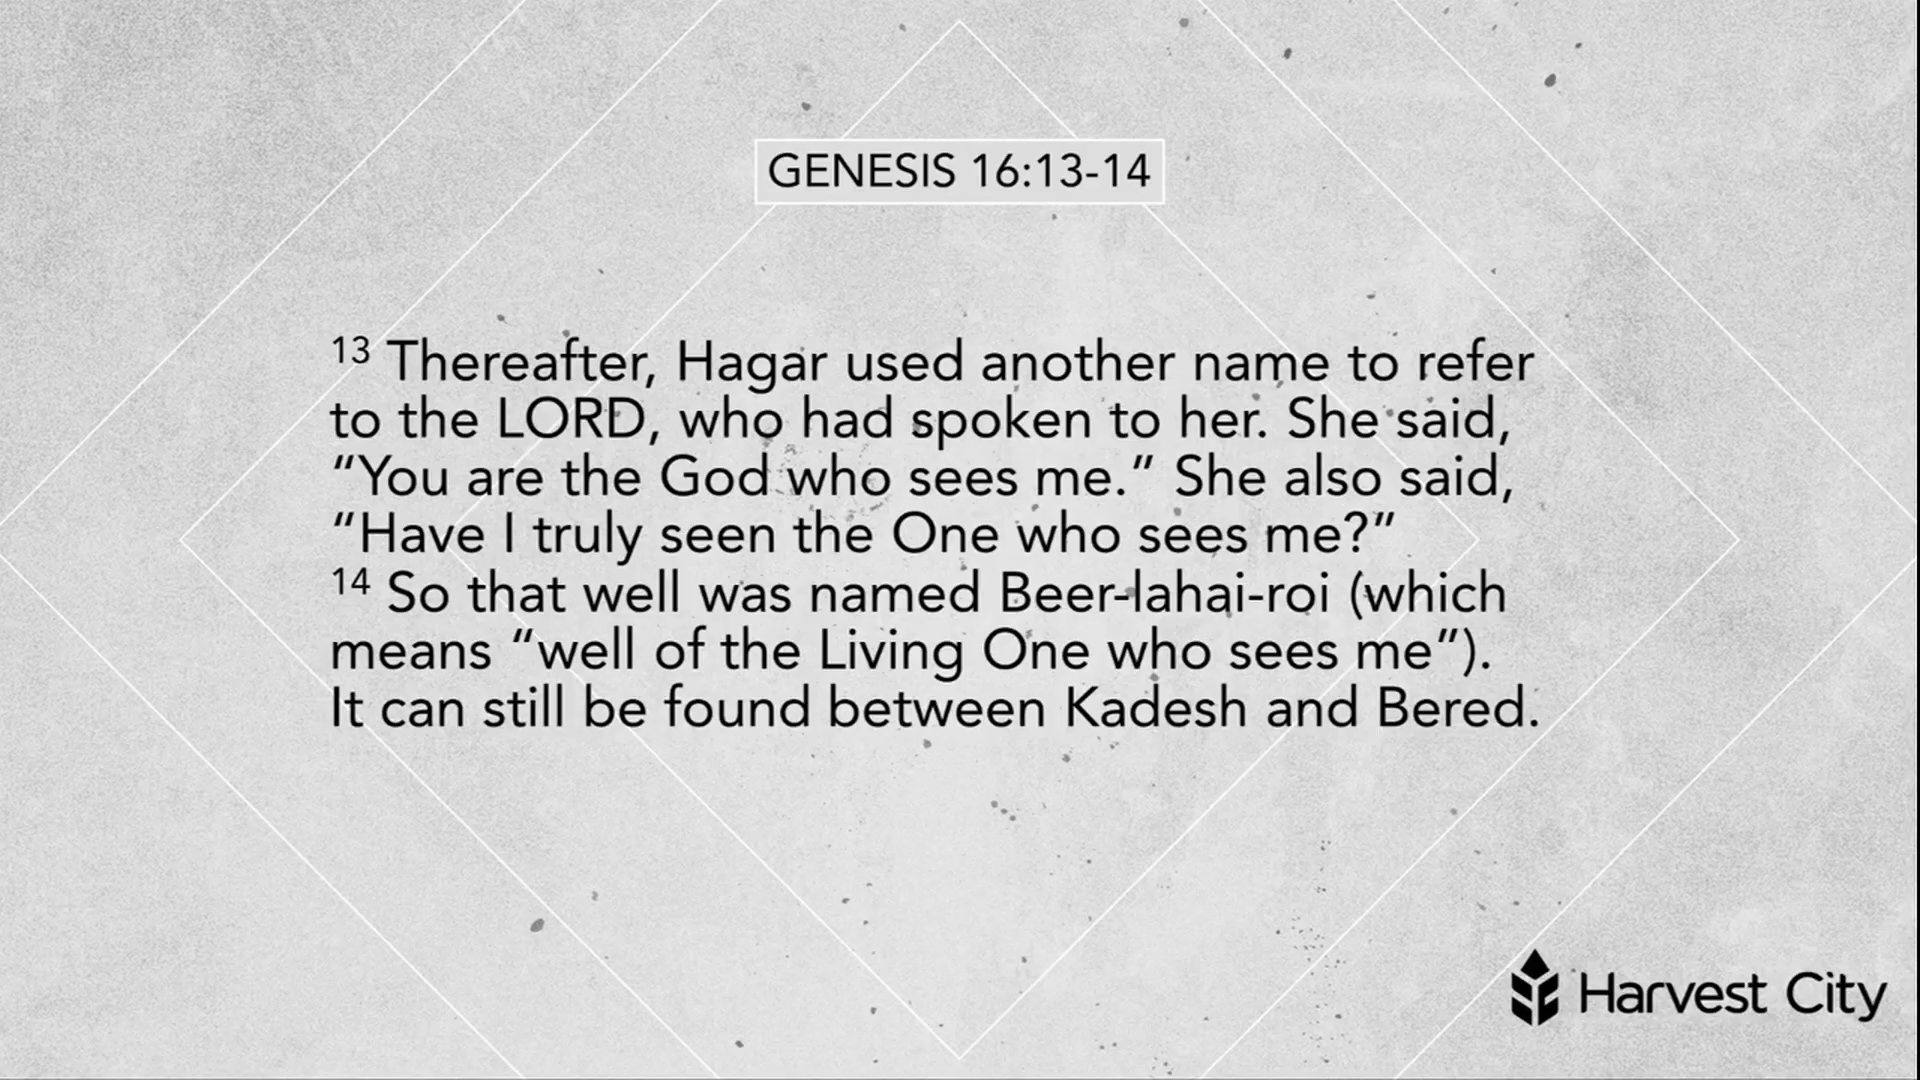 GENESIS 16:13-14
13 Thereafter, Hagar used another name to refer
to the LORD, who had spoken to her. She said,
“You are the God who sees me.” She also said,
“Have I truly seen the One who sees me?”
14 So that well was named Beer-lahai-roi (which
means “well of the Living One who sees me”).
It can still be found between Kadesh and Bered.
Harvest City